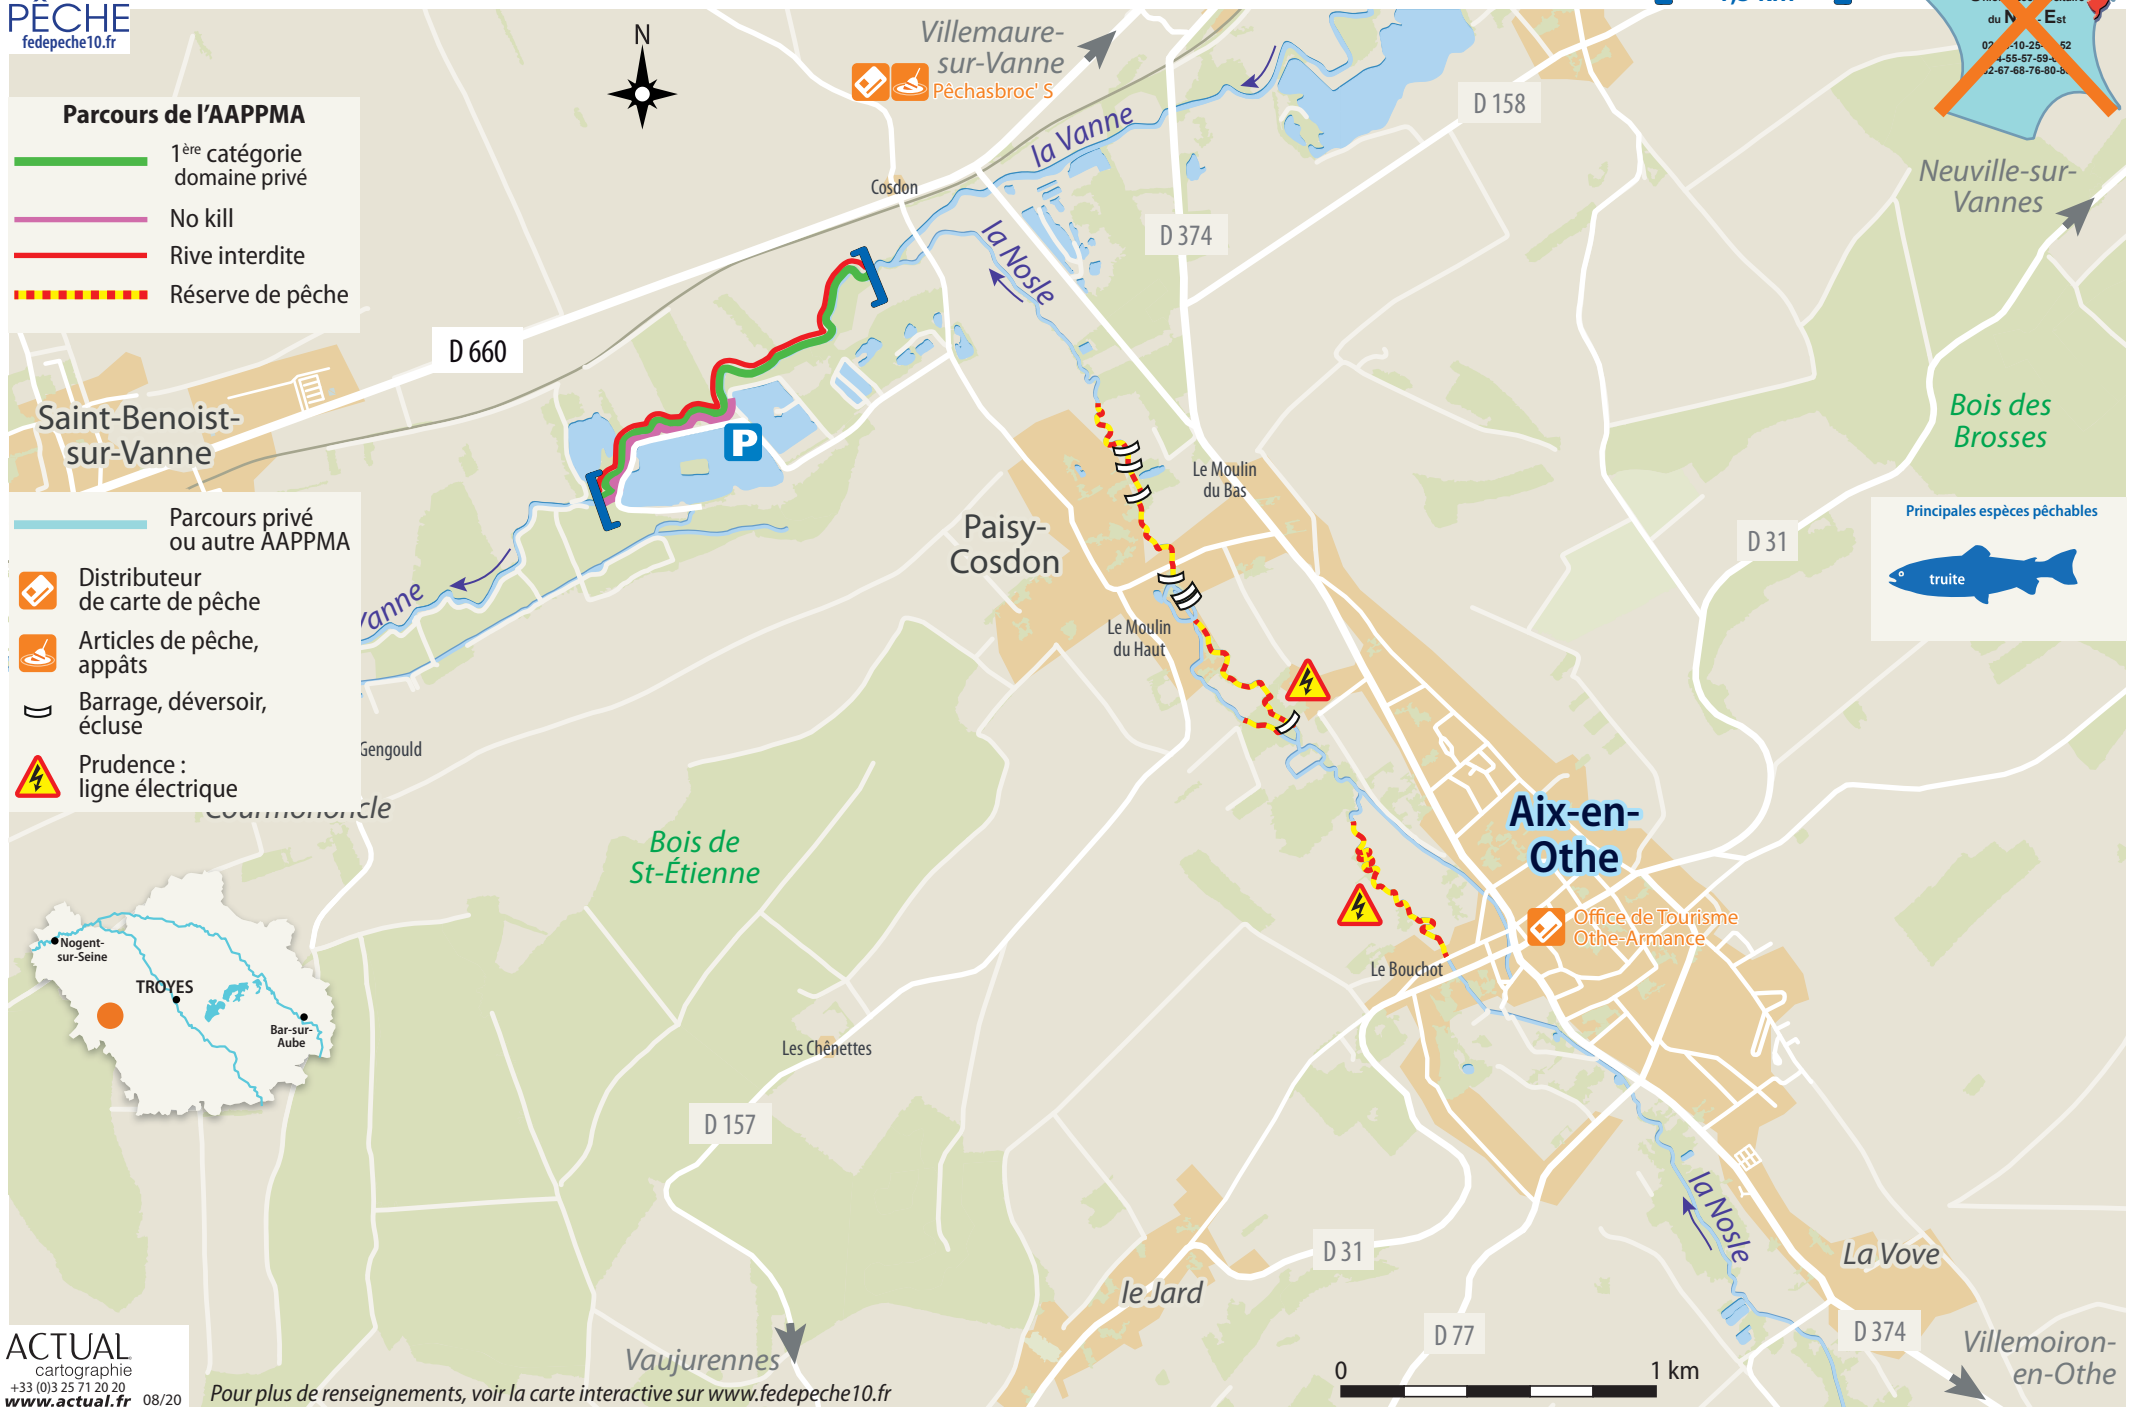 PÊCHE
fedepeche10.fr
Parcours de l'AAPPMA
1ère catégorie
domaine privé
No kill
Rive interdite
Réserve de pêche
N
Villemaure-
sur-Vanne
Pêchasbroc' S
la Vanne
D 158
du
Est
Neuville-sur-
Vannes
Cosdon
la Nosle
D 374
D 660
Saint-Benoist-
sur-Vanne
P
Bois des
Brosses
Le Moulin
du Bas
Parcours privé
ou autre AAPPMA
Distributeur
de carte de pêche
Articles de pêche,
appâts
Barrage, déversoir,
écluse
Prudence :
ligne électrique
Paisy-
Cosdon
D 31
Principales espèces pêchables
truite
Vanne
Le Moulin
du Haut
Gengould
Bois de
St-Étienne
Aix-en-
Othe
Office de Tourisme
Othe-Armance
Le Bouchot
Nogent-
sur-Seine
TROYES
Bar-sur-
Aube
Les Chênettes
D 157
la Nosle
D 31
La Vove
le Jard
D 77
D 374
Villemoiron-
en-Othe
Vaujurennes
0 1 km
ACTUAL
cartographie
+33 (0)3 25 71 20 20
www.actual.fr 08/20
Pour plus de renseignements, voir la carte interactive sur www.fedepeche10.fr